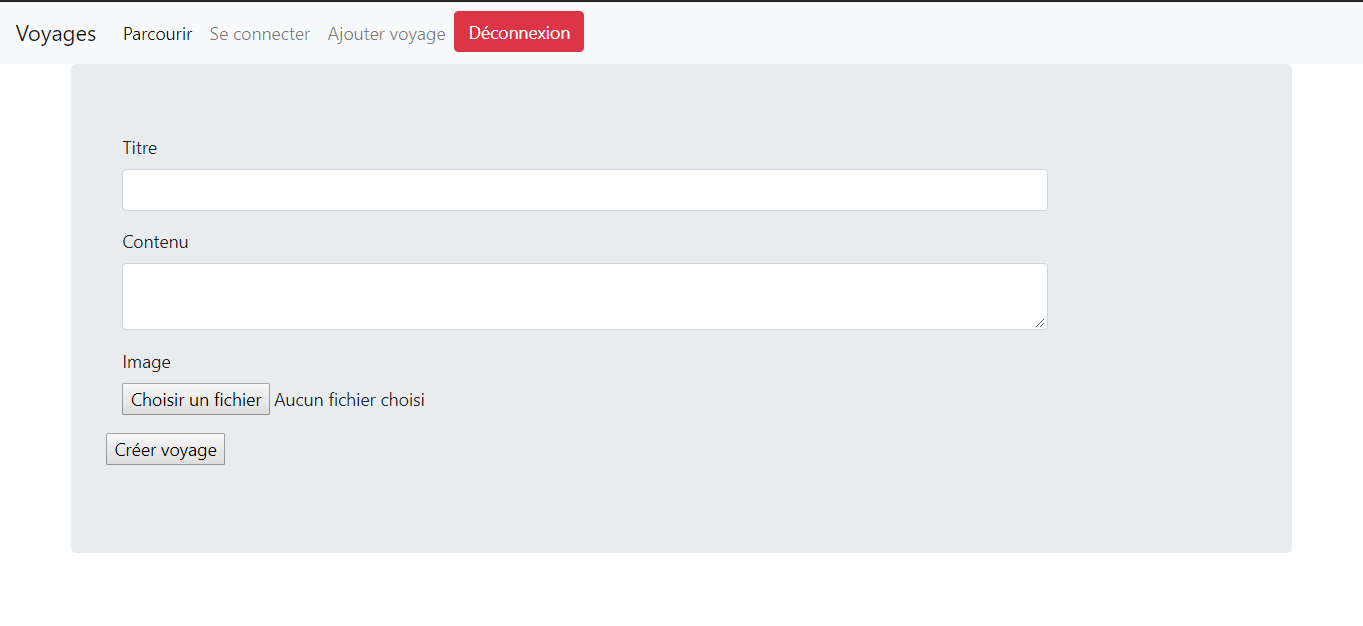 Voyages Parcourir Se connecter Ajouter voyage Déconnexion
Titre
Contenu
Image
Choisir un fichier Aucun fichier choisi
Créer voyage